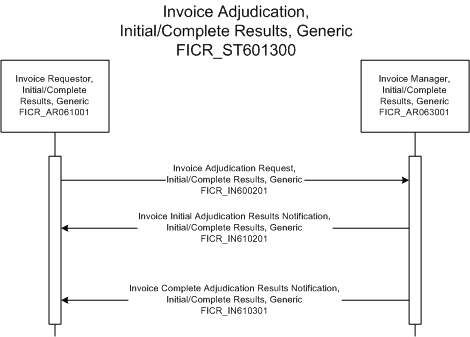 Invoice Adjudication,
Initial/Complete Results, Generic
FICR_ST601300
Invoice Requestor,
Initial/Complete
Results, Generic
FICR_AR061001
Invoice Manager,
Initial/Complete
Results, Generic
FICR_AR063001
Invoice Adjudication Request,
Initial/Complete Results, Generic
FICR_IN600201
Invoice Initial Adjudication Results Notification,
Initial/Complete Results, Generic
FICR_IN610201
Invoice Complete Adjudication Results Notification,
Initial/Complete Results, Generic
FICR_IN610301